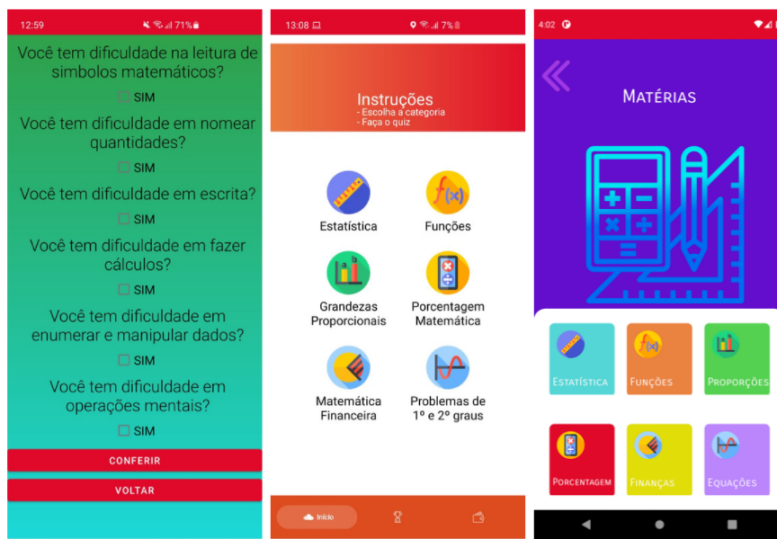 12:59
71%
Você tem dificuldade na leitura de
simbolos matemáticos?
SIM
Você tem dificuldade em nomear
quantidades?
SIM
Você tem dificuldade em escrita?
SIM
Você tem dificuldade em fazer
cálculos?
SIM
Você tem dificuldade em
enumerar e manipular dados?
SIM
Você tem dificuldade em
operações mentais?
SIM
CONFERIR
VOLTAR
13:08
7%
Instruções
- Escolha a categoria
- Faça o quiz
Estatística
Funções
Grandezas
Proporcionais
Porcentagem
Matemática
Matemática
Financeira
Problemas de
1º e 2º graus
Início
4:02
MATÉRIAS
ESTATÍSTICA
FUNÇÕES
PROPORÇÕES
PORCENTAGEM
FINANÇAS
EQUAÇÕES